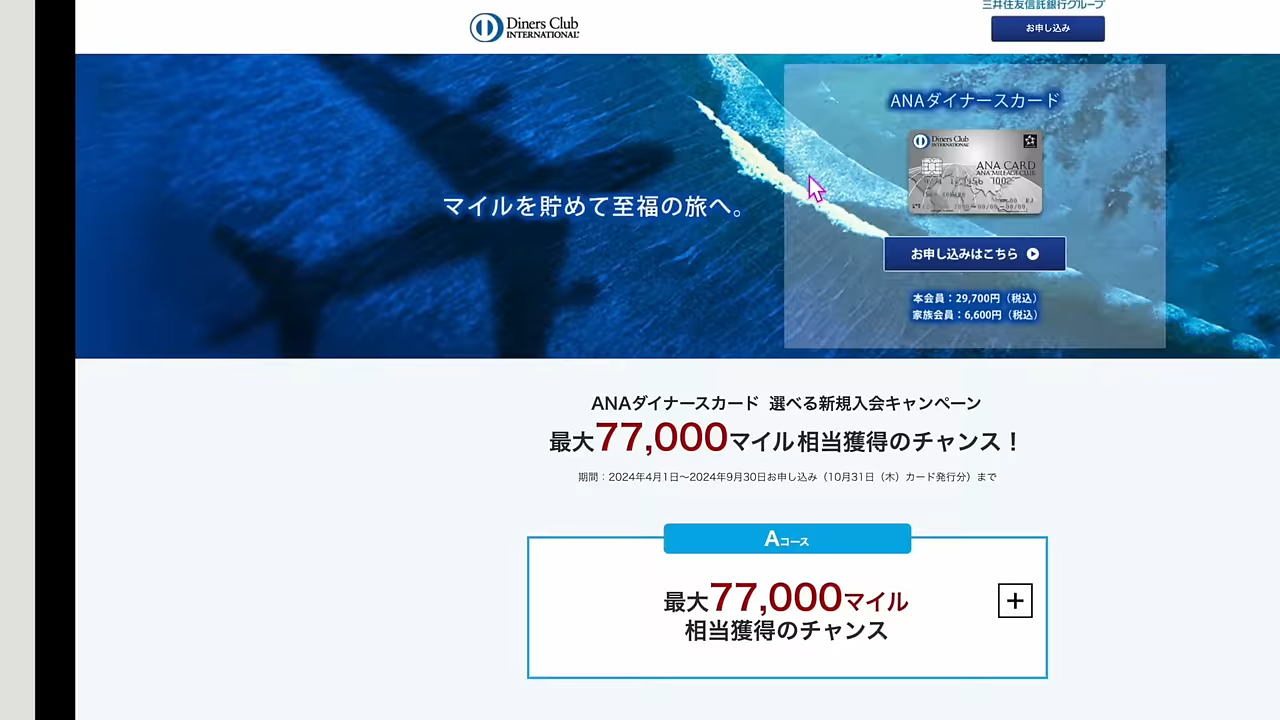 三井住友信託銀行グループ
Diners Club
INTERNATIONAL
お申し込み
ANAダイナースカード
Diners Club
INTERNATIONAL
ANA CARD
ANA MILEAGE CLUB
マイルを貯めて至福の旅へ。
お申し込みはこちら
本会員：29,700円（税込）
家族会員：6,600円（税込）
ANAダイナースカード 選べる新規入会キャンペーン
最大77,000マイル相当獲得のチャンス！
期間：2024年4月1日～2024年9月30日お申し込み（10月31日（木）カード発行分）まで
Aコース
最大77,000マイル
相当獲得のチャンス